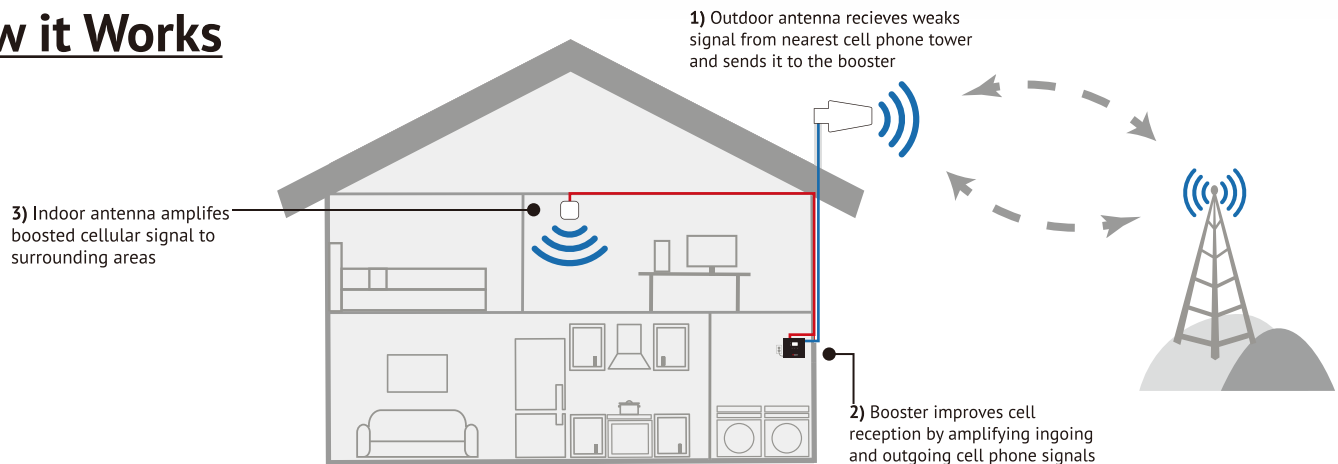 w it Works
1) Outdoor antenna recieves weaks
signal from nearest cell phone tower
and sends it to the booster
3) Indoor antenna amplifes
boosted cellular signal to
surrounding areas
2) Booster improves cell
reception by amplifying ingoing
and outgoing cell phone signals